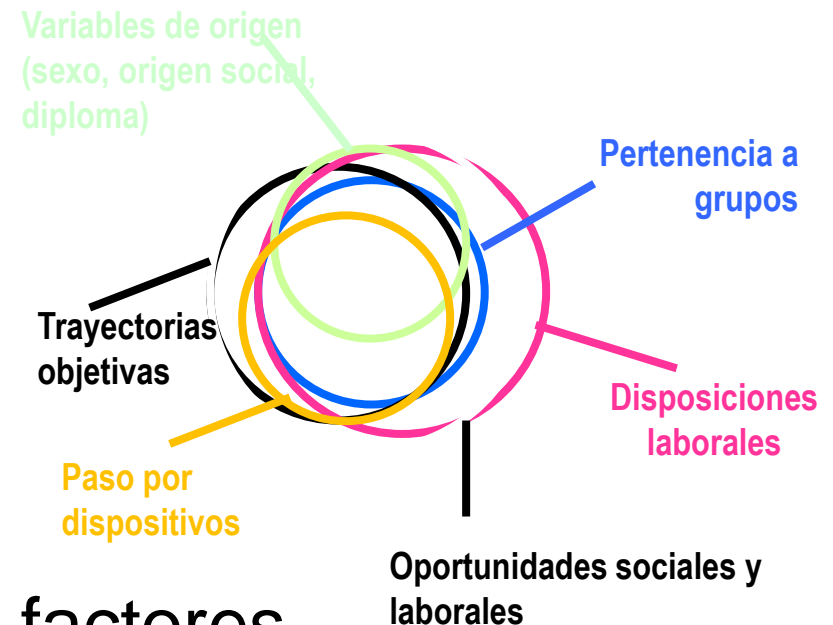 Variables de origen
(sexo, origen social,
diploma)
Pertenencia a
grupos
Trayectorias
objetivas
Disposiciones
laborales
Paso por
dispositivos
Oportunidades sociales y
laborales
factores